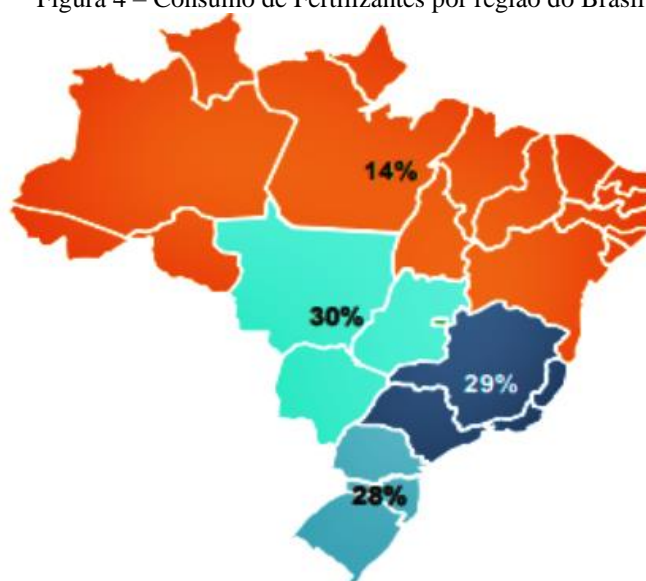 Figura 4 – Consumo de Fertilizantes por região do Brasil
14%
30%
29%
28%